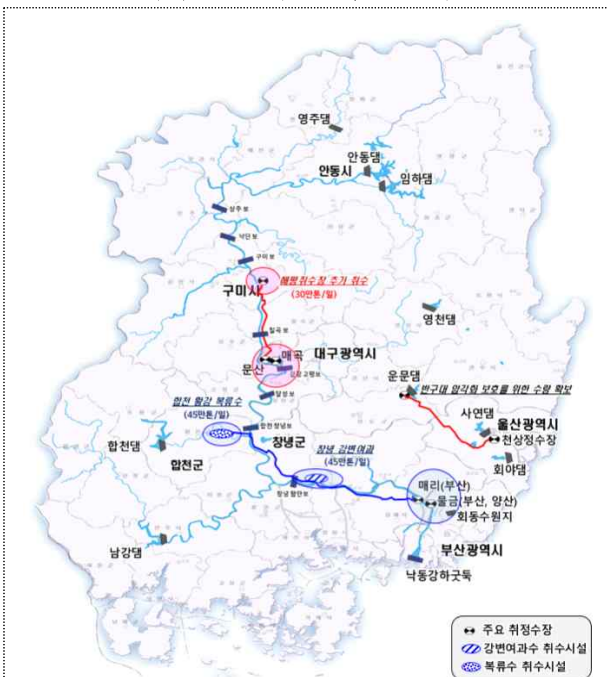 영주댐
안동댐
안동시
임하댐
상주보
낙단보
구미보
해평취수장 추가 취수
(30만톤/일)
구미시
영천댐
칠곡보
매곡
대구광역시
문산
강정고령보
달성보
운문댐
반구대 암각화 보호를 위한 수량 확보
합천 황강 복류수
(45만톤/일)
사연댐
울산광역시
천상정수장
합천창녕보
창녕군
창녕 강변여과
(45만톤/일)
합천댐
합천군
회야댐
창녕함안보
매리(부산)
물금(부산, 양산)
회동수원지
남강댐
부산광역시
낙동강하굿둑
주요 취정수장
강변여과수 취수시설
복류수 취수시설